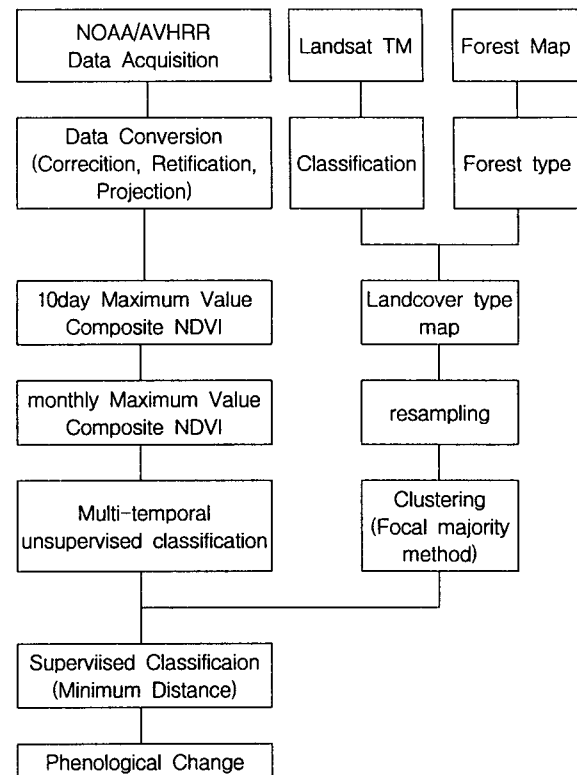 NOAA/AVHRR
Data Acquisition
Landsat TM
Forest Map
Data Conversion
(Correcition, Retification,
Projection)
Classification
Forest type
10day Maximum Value
Composite NDVI
Landcover type
map
monthly Maximum Value
Composite NDVI
resampling
Multi-temporal
unsupervised classification
Clustering
(Focal majority
method)
Superviised Classificaion
(Minimum Distance)
Phenological Change